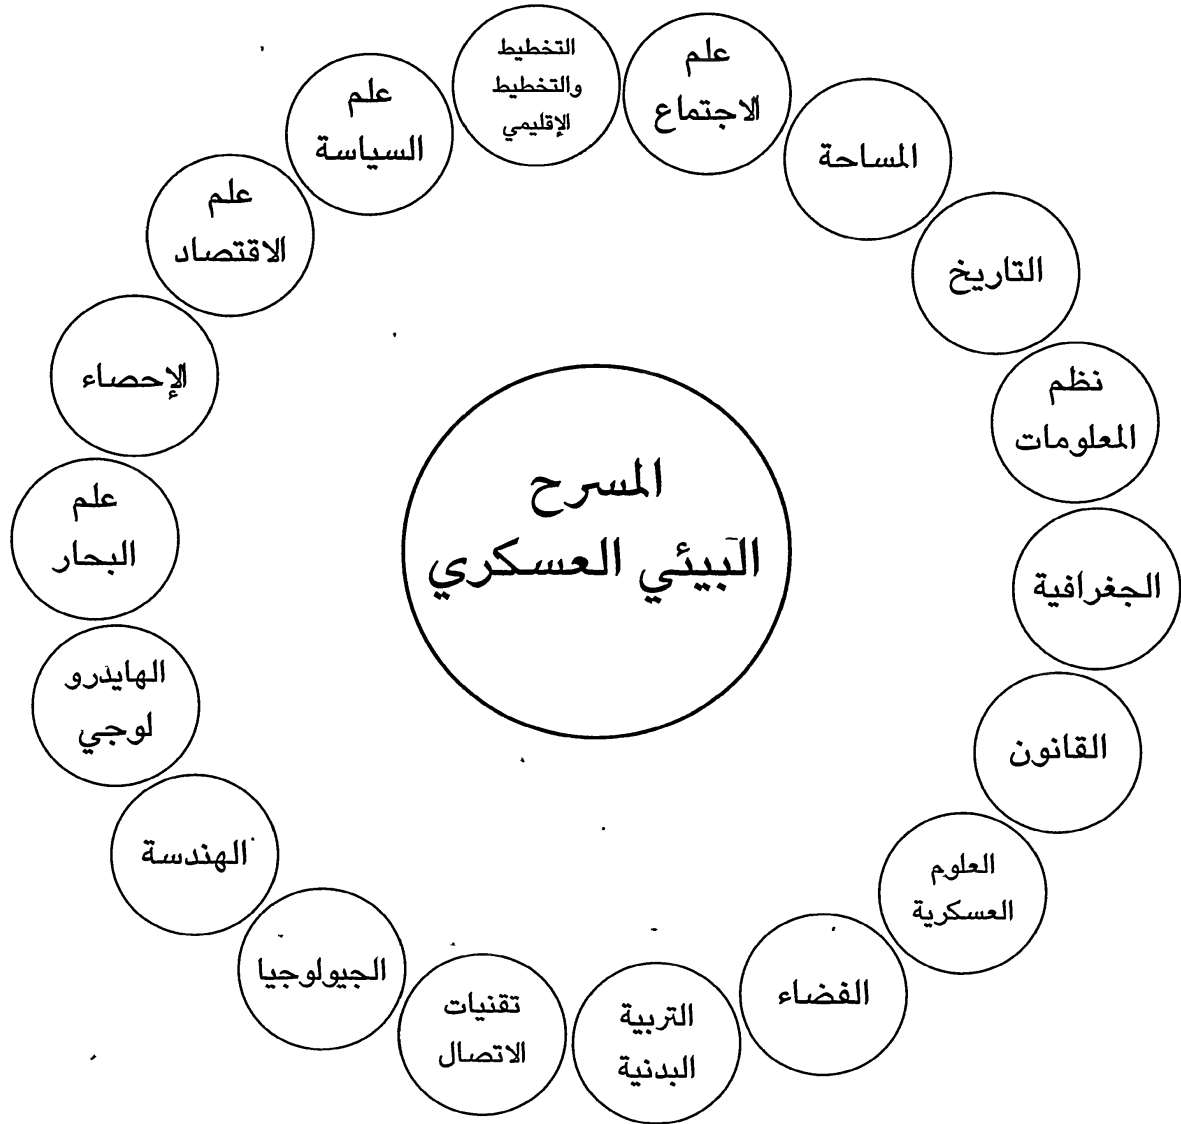 التخطيط
والتخطيط
الإقليمي
علم
الاجتماع
المساحة
التاريخ
نظم
المعلومات
الجغرافية
القانون
العلوم
العسكرية
الفضاء
التربية
البدنية
تقنيات
الاتصال
الجيولوجيا
الهندسة
الهايدرو
لوجي
علم
البحار
الإحصاء
علم
الاقتصاد
علم
السياسة
المسرح
البيئي العسكري